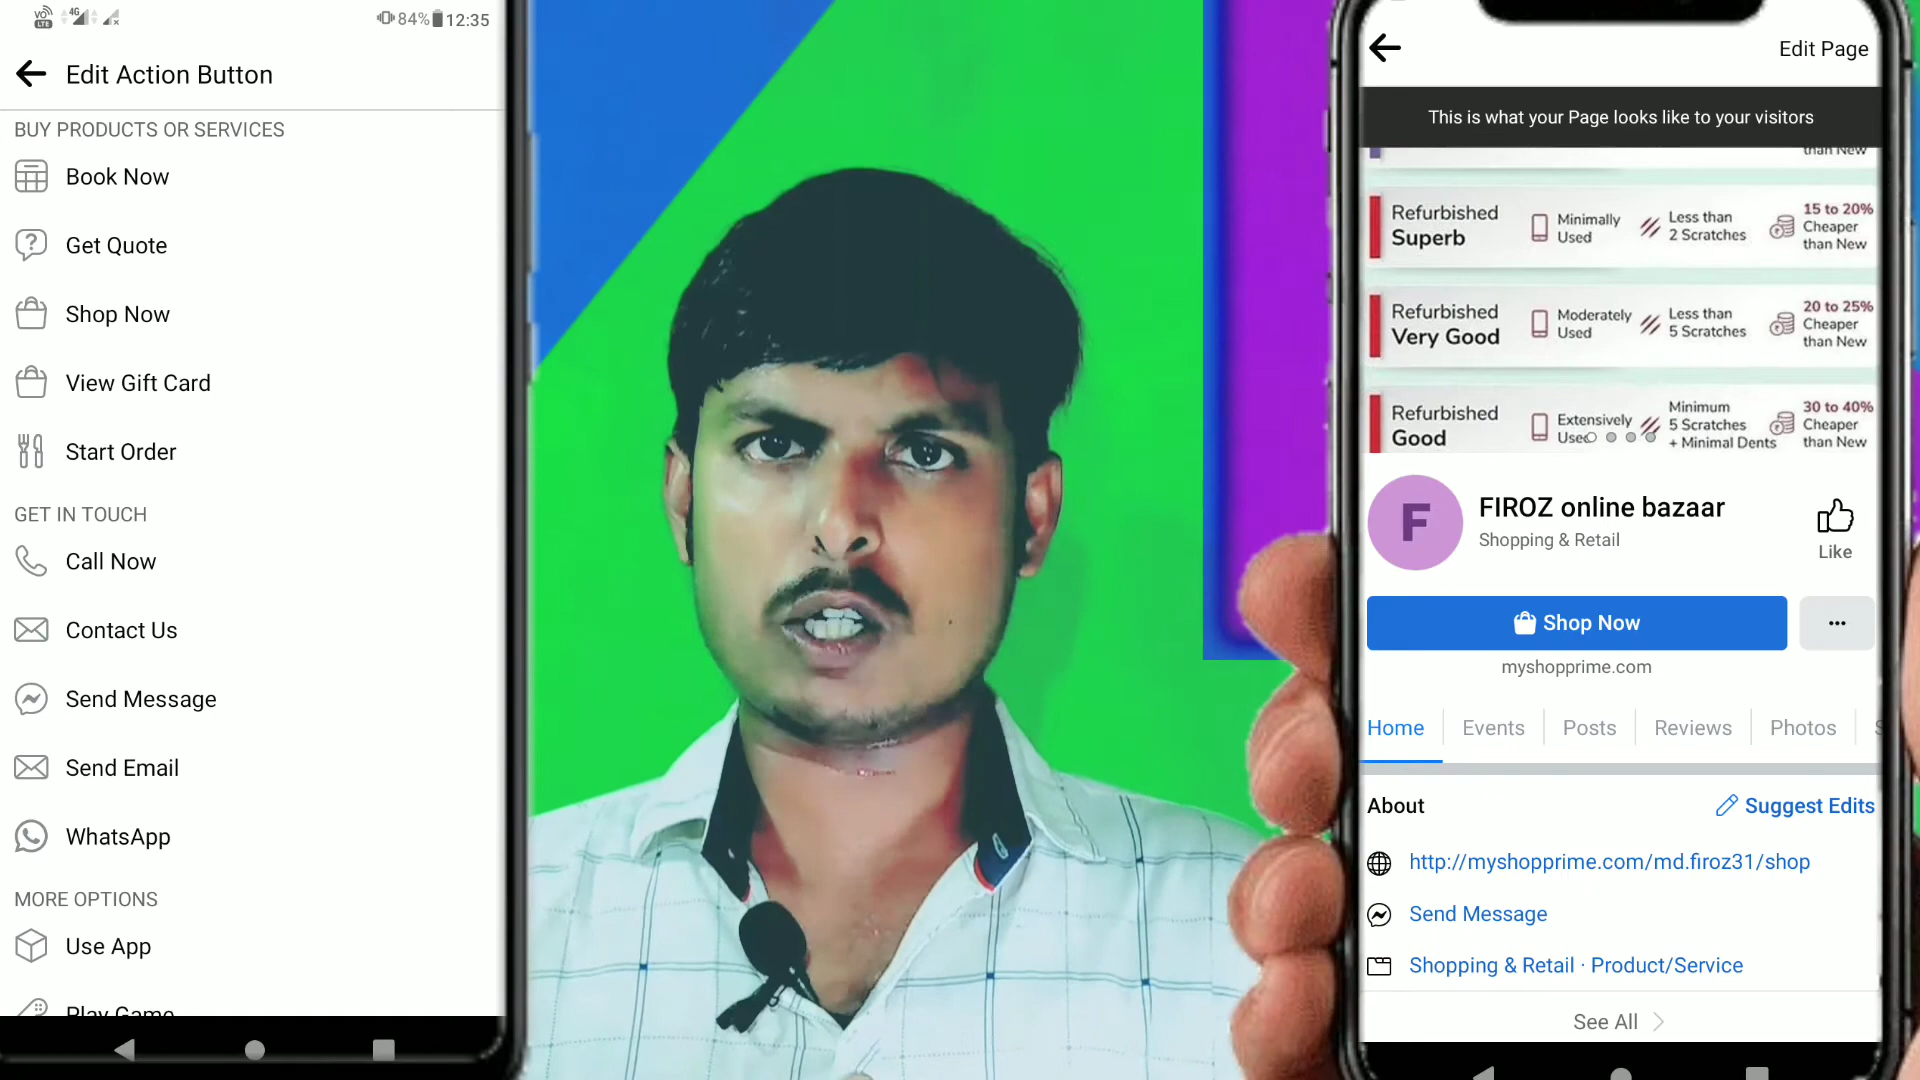 VO LTE 4G 84% 12:35
Edit Action Button
BUY PRODUCTS OR SERVICES
Book Now
Get Quote
Shop Now
View Gift Card
Start Order
GET IN TOUCH
Call Now
Contact Us
Send Message
Send Email
WhatsApp
MORE OPTIONS
Use App
Play Game
Edit Page
This is what your Page looks like to your visitors
than New
Refurbished Superb
Minimally Used
Less than 2 Scratches
15 to 20% Cheaper than New
Refurbished Very Good
Moderately Used
Less than 5 Scratches
20 to 25% Cheaper than New
Refurbished Good
Extensively Used
Minimum 5 Scratches + Minimal Dents
30 to 40% Cheaper than New
F
FIROZ online bazaar
Shopping & Retail
Like
Shop Now
myshopprime.com
Home Events Posts Reviews Photos
About
Suggest Edits
http://myshopprime.com/md.firoz31/shop
Send Message
Shopping & Retail · Product/Service
See All